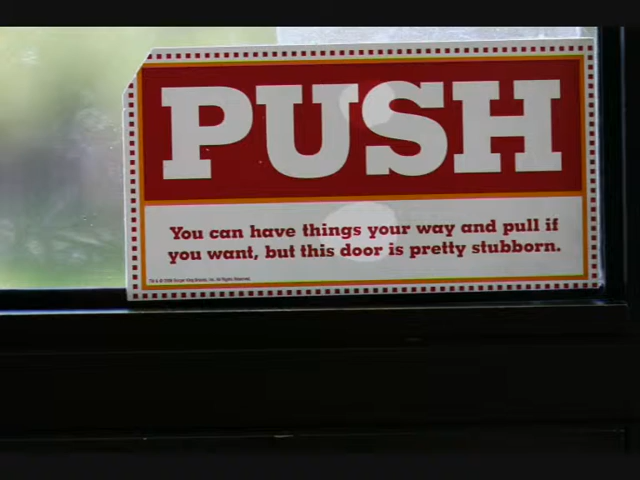 PUSH
You can have things your way and pull if
you want, but this door is pretty stubborn.